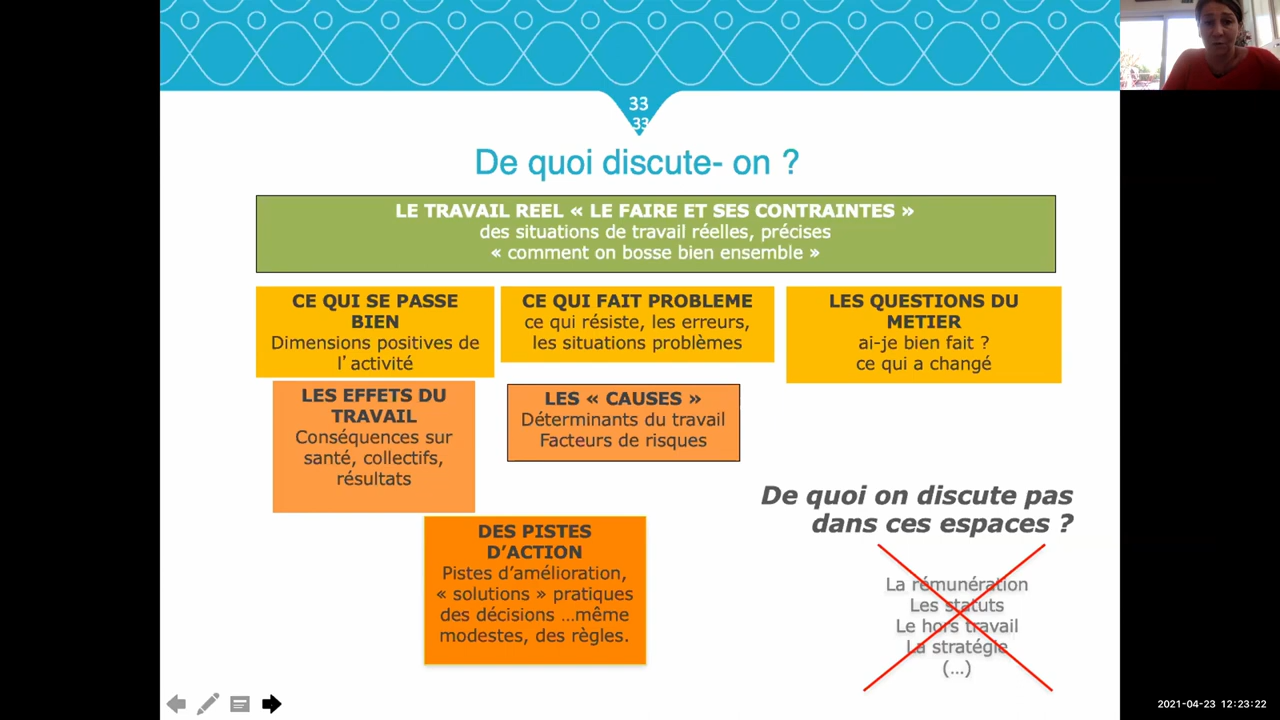 33
33
De quoi discute- on ?
LE TRAVAIL REEL « LE FAIRE ET SES CONTRAINTES »
des situations de travail réelles, précises
« comment on bosse bien ensemble »
CE QUI SE PASSE
BIEN
Dimensions positives de
l’activité
CE QUI FAIT PROBLEME
ce qui résiste, les erreurs,
les situations problèmes
LES QUESTIONS DU
METIER
ai-je bien fait ?
ce qui a changé
LES EFFETS DU
TRAVAIL
Conséquences sur
santé, collectifs,
résultats
LES « CAUSES »
Déterminants du travail
Facteurs de risques
DES PISTES
D’ACTION
Pistes d’amélioration,
« solutions » pratiques
des décisions …même
modestes, des règles.
De quoi on discute pas
dans ces espaces ?
La rémunération
Les statuts
Le hors travail
La stratégie
(…)
2021-04-23 12:23:22